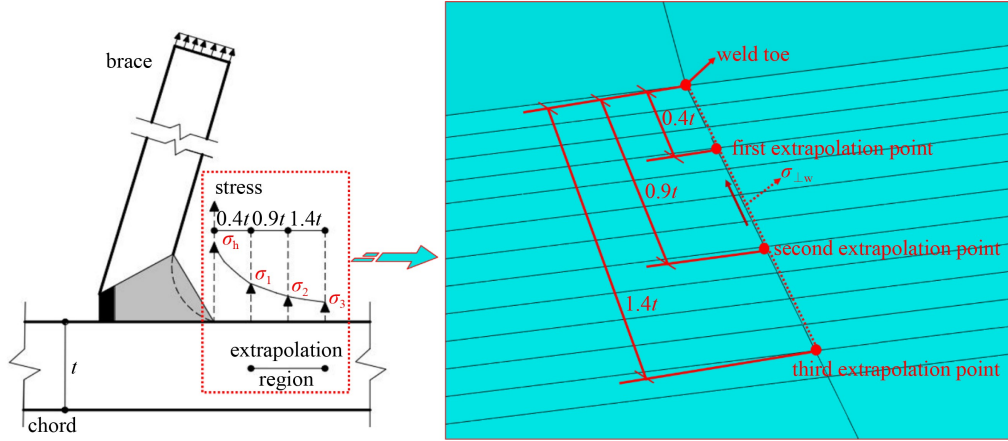 brace
stress
0.4t 0.9t 1.4t
σh
σ1
σ2
σ3
extrapolation
region
t
chord
weld toe
0.4t
first extrapolation point
0.9t
σ⊥w
second extrapolation point
1.4t
third extrapolation point